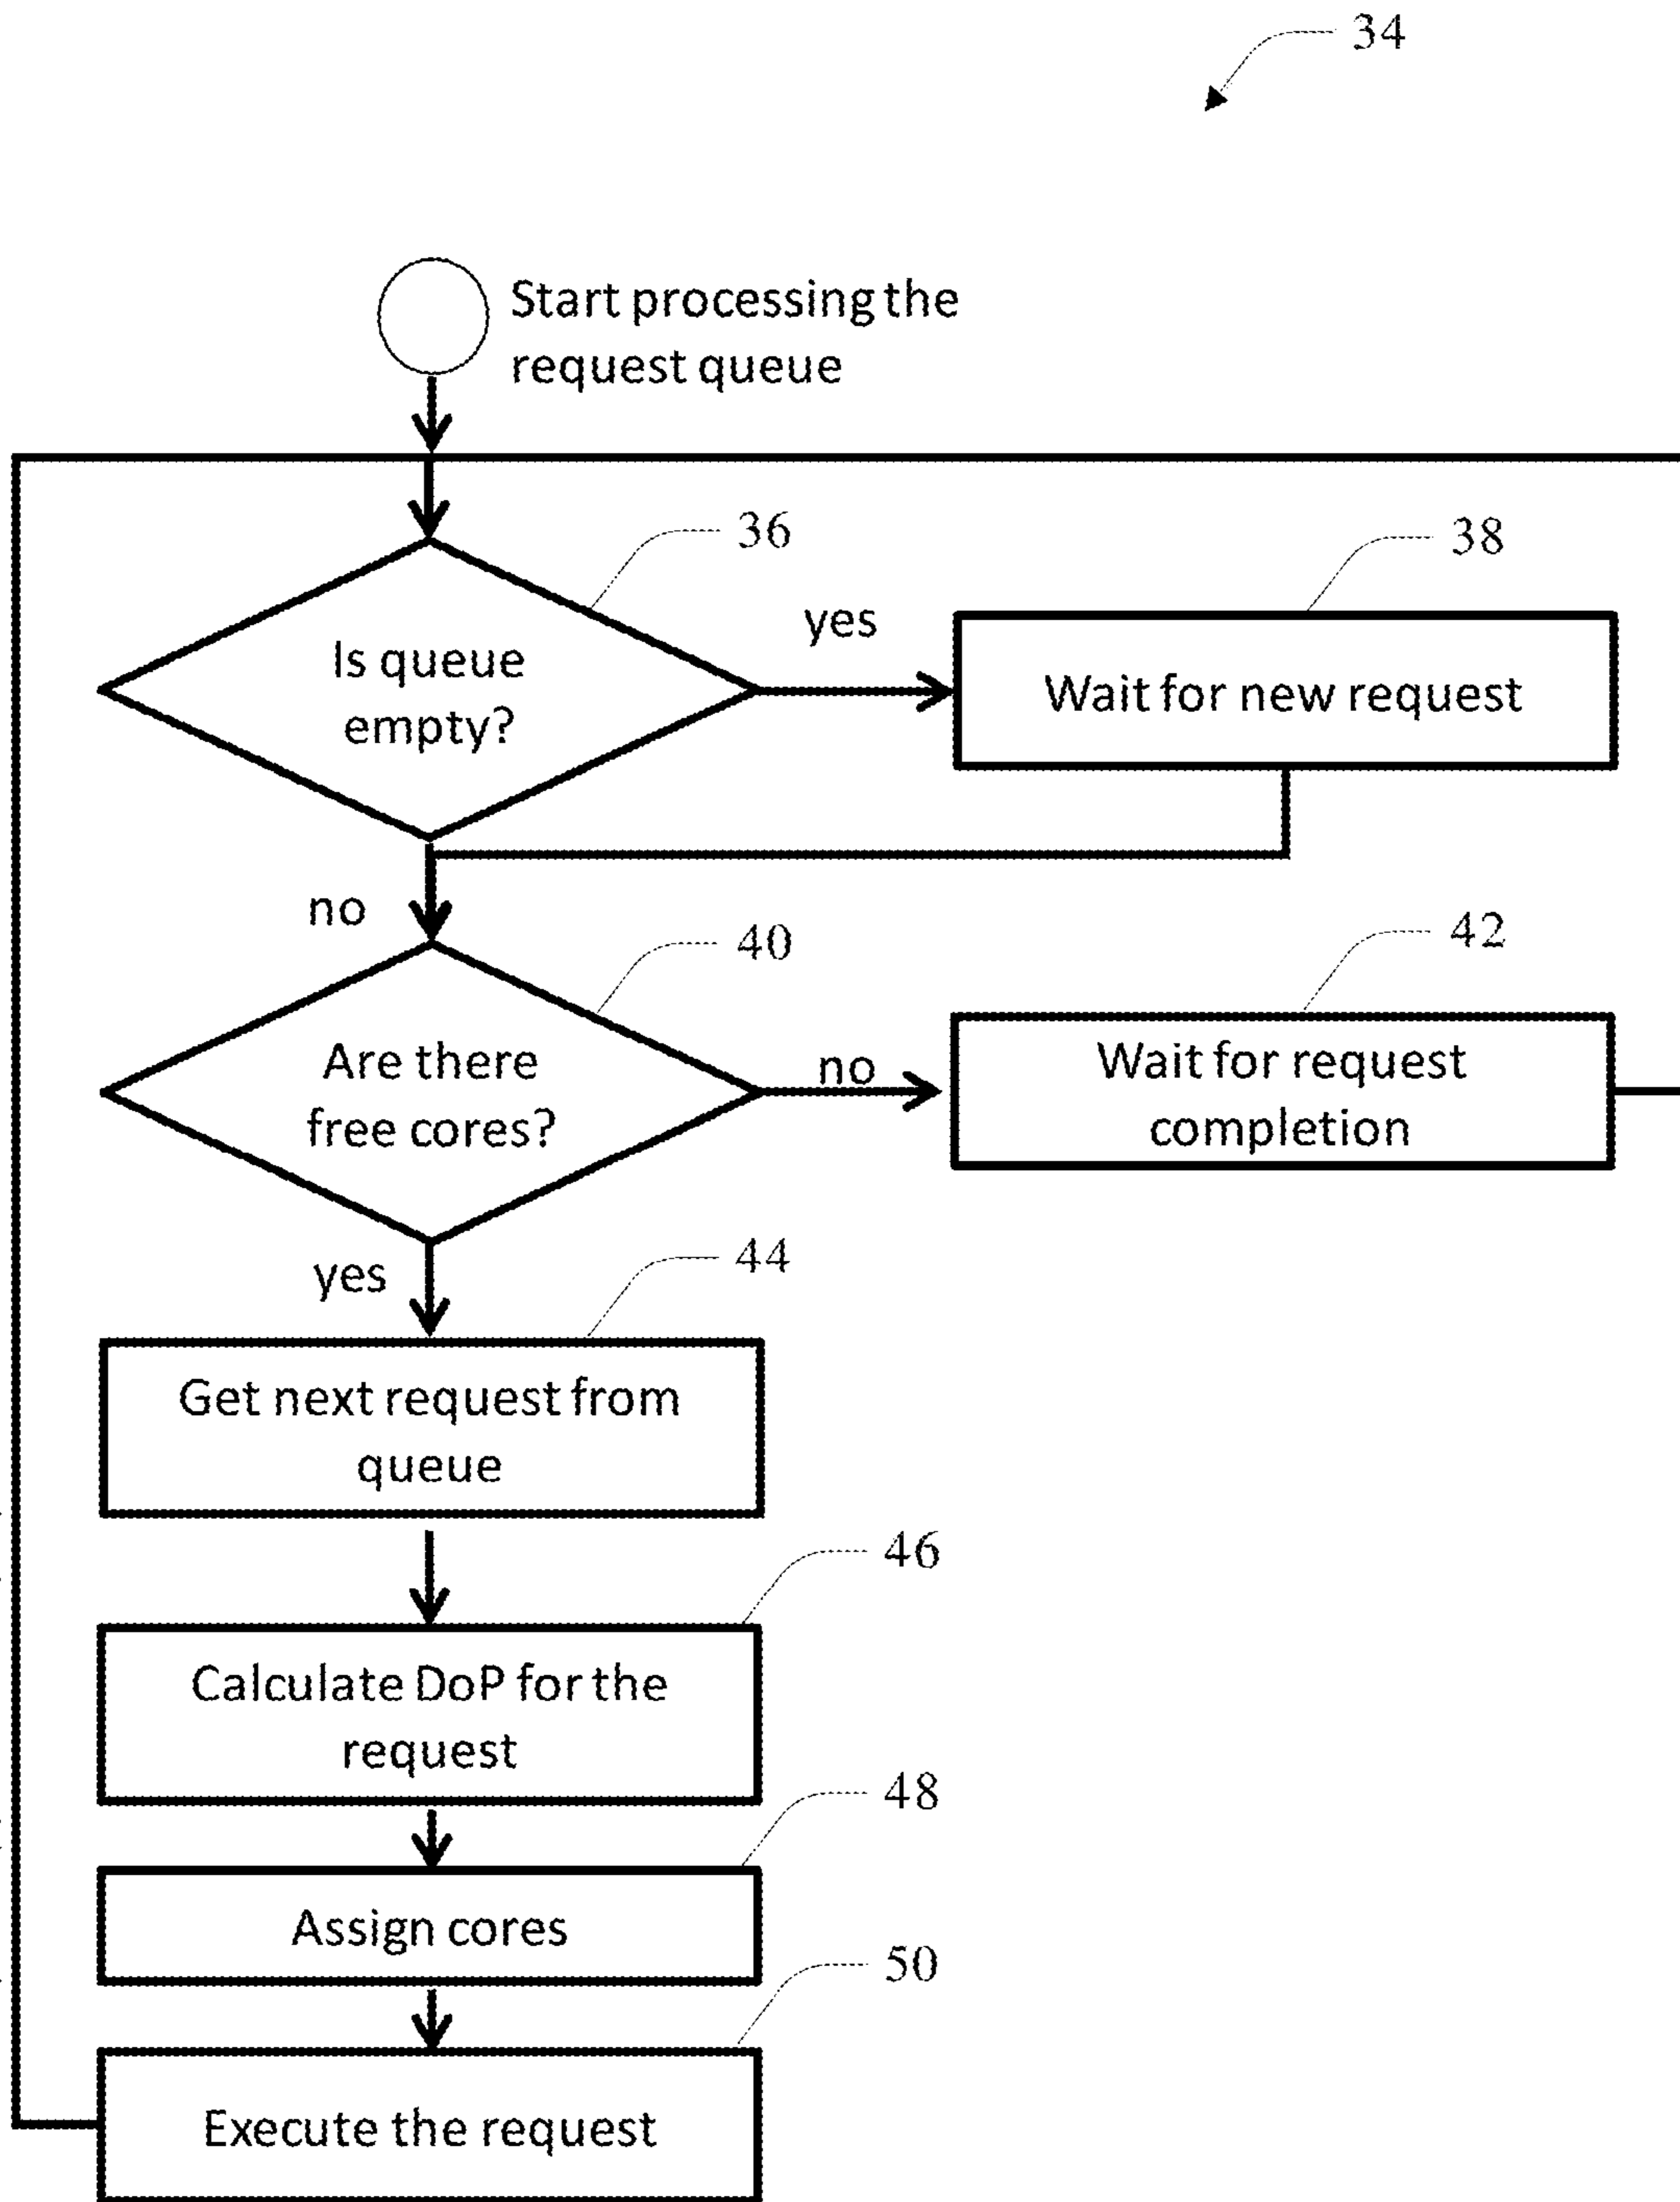 34
Start processing the
request queue
36
38
Is queue
empty?
yes
Wait for new request
no
40
42
Are there
free cores?
no
Wait for request
completion
yes
44
Get next request from
queue
46
Calculate DoP for the
request
48
Assign cores
50
Execute the request